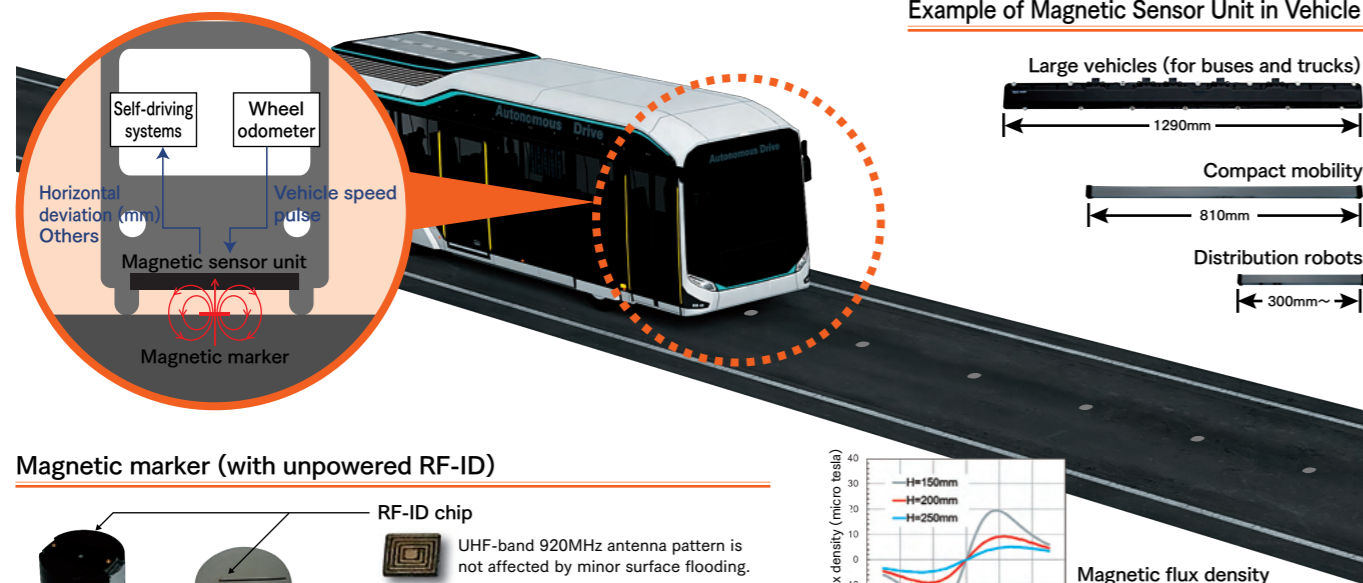 Example of Magnetic Sensor Unit in Vehicle
Large vehicles (for buses and trucks)
1290mm
Compact mobility
810mm
Distribution robots
300mm~
Self-driving
systems
Wheel
odometer
Horizontal
deviation (mm)
Others
Vehicle speed
pulse
Magnetic sensor unit
Magnetic marker
Autonomous Drive
Autonomous Drive
Magnetic marker (with unpowered RF-ID)
RF-ID chip
UHF-band 920MHz antenna pattern is
not affected by minor surface flooding.
density (micro tesla)
40
30
20
10
0
H=150mm
H=200mm
H=250mm
Magnetic flux density